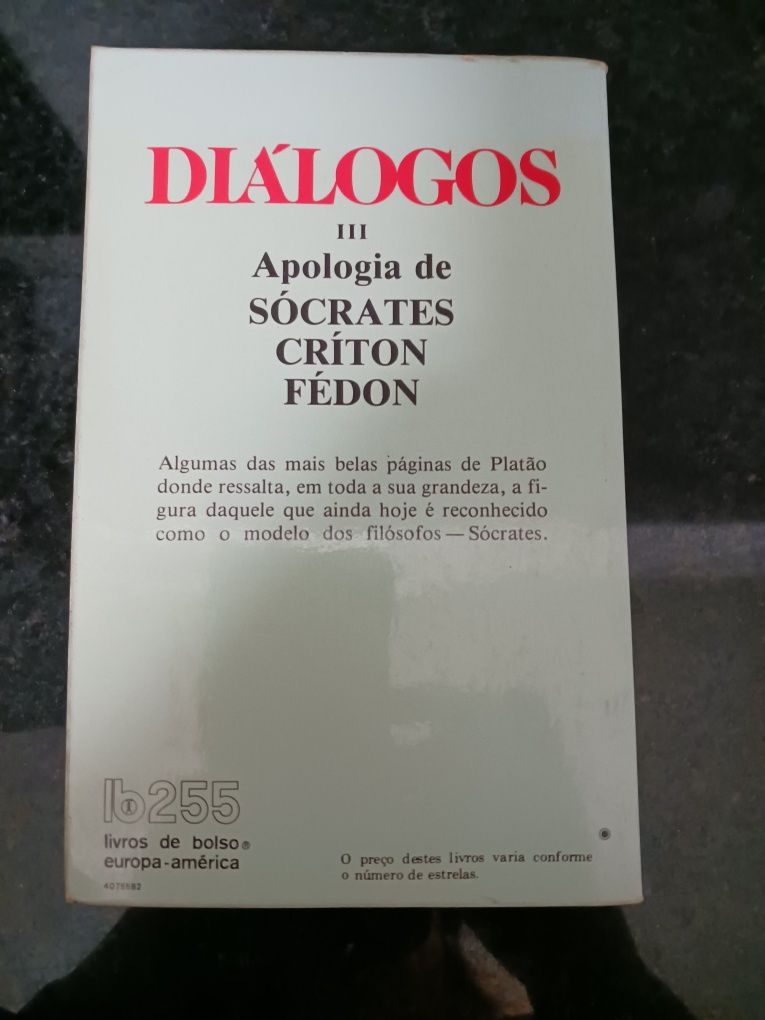 DIÁLOGOS
III
Apologia de
SÓCRATES
CRÍTON
FÉDON
Algumas das mais belas páginas de Platão
donde ressalta, em toda a sua grandeza, a fi-
gura daquele que ainda hoje é reconhecido
como o modelo dos filósofos — Sócrates.
lb255
livros de bolso®
europa-américa
O preço destes livros varia conforme
o número de estrelas.